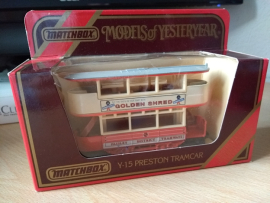 MATCHBOX
MODELS of YESTERYEAR
GOLDEN SHRED
MATCHBOX
Y-15 PRESTON TRAMCAR